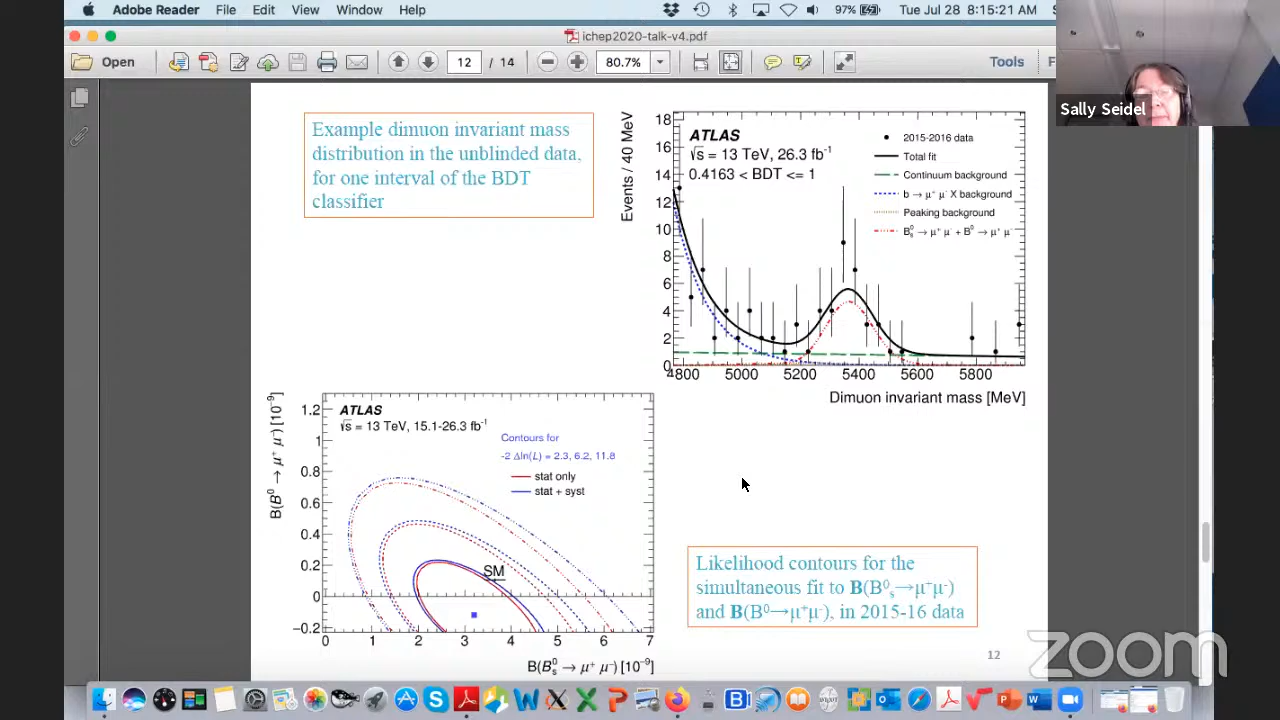 Adobe Reader File Edit View Window Help 97% Tue Jul 28 8:15:21 AM
ichep2020-talk-v4.pdf
Open 12 / 14 80.7% Tools
Sally Seidel
Example dimuon invariant mass
distribution in the unblinded data,
for one interval of the BDT
classifier
Events / 40 MeV
18
16
14
12
10
8
6
4
2
0
ATLAS
√s = 13 TeV, 26.3 fb⁻¹
0.4163 < BDT <= 1
2015-2016 data
Total fit
Continuum background
b → μ⁺ μ⁻ X background
Peaking background
B⁰ₛ → μ⁺ μ⁻ + B⁰ → μ⁺ μ⁻
4800 5000 5200 5400 5600 5800
Dimuon invariant mass [MeV]
B(B⁰ → μ⁺ μ⁻) [10⁻⁹]
1.2
1
0.8
0.6
0.4
0.2
0
−0.2
ATLAS
√s = 13 TeV, 15.1-26.3 fb⁻¹
Contours for
-2 Δln(L) = 2.3, 6.2, 11.8
stat only
stat + syst
SM
0 1 2 3 4 5 6 7
B(B⁰ₛ → μ⁺ μ⁻) [10⁻⁹]
Likelihood contours for the
simultaneous fit to B(B⁰ₛ→μ⁺μ⁻)
and B(B⁰→μ⁺μ⁻), in 2015-16 data
12
zoom